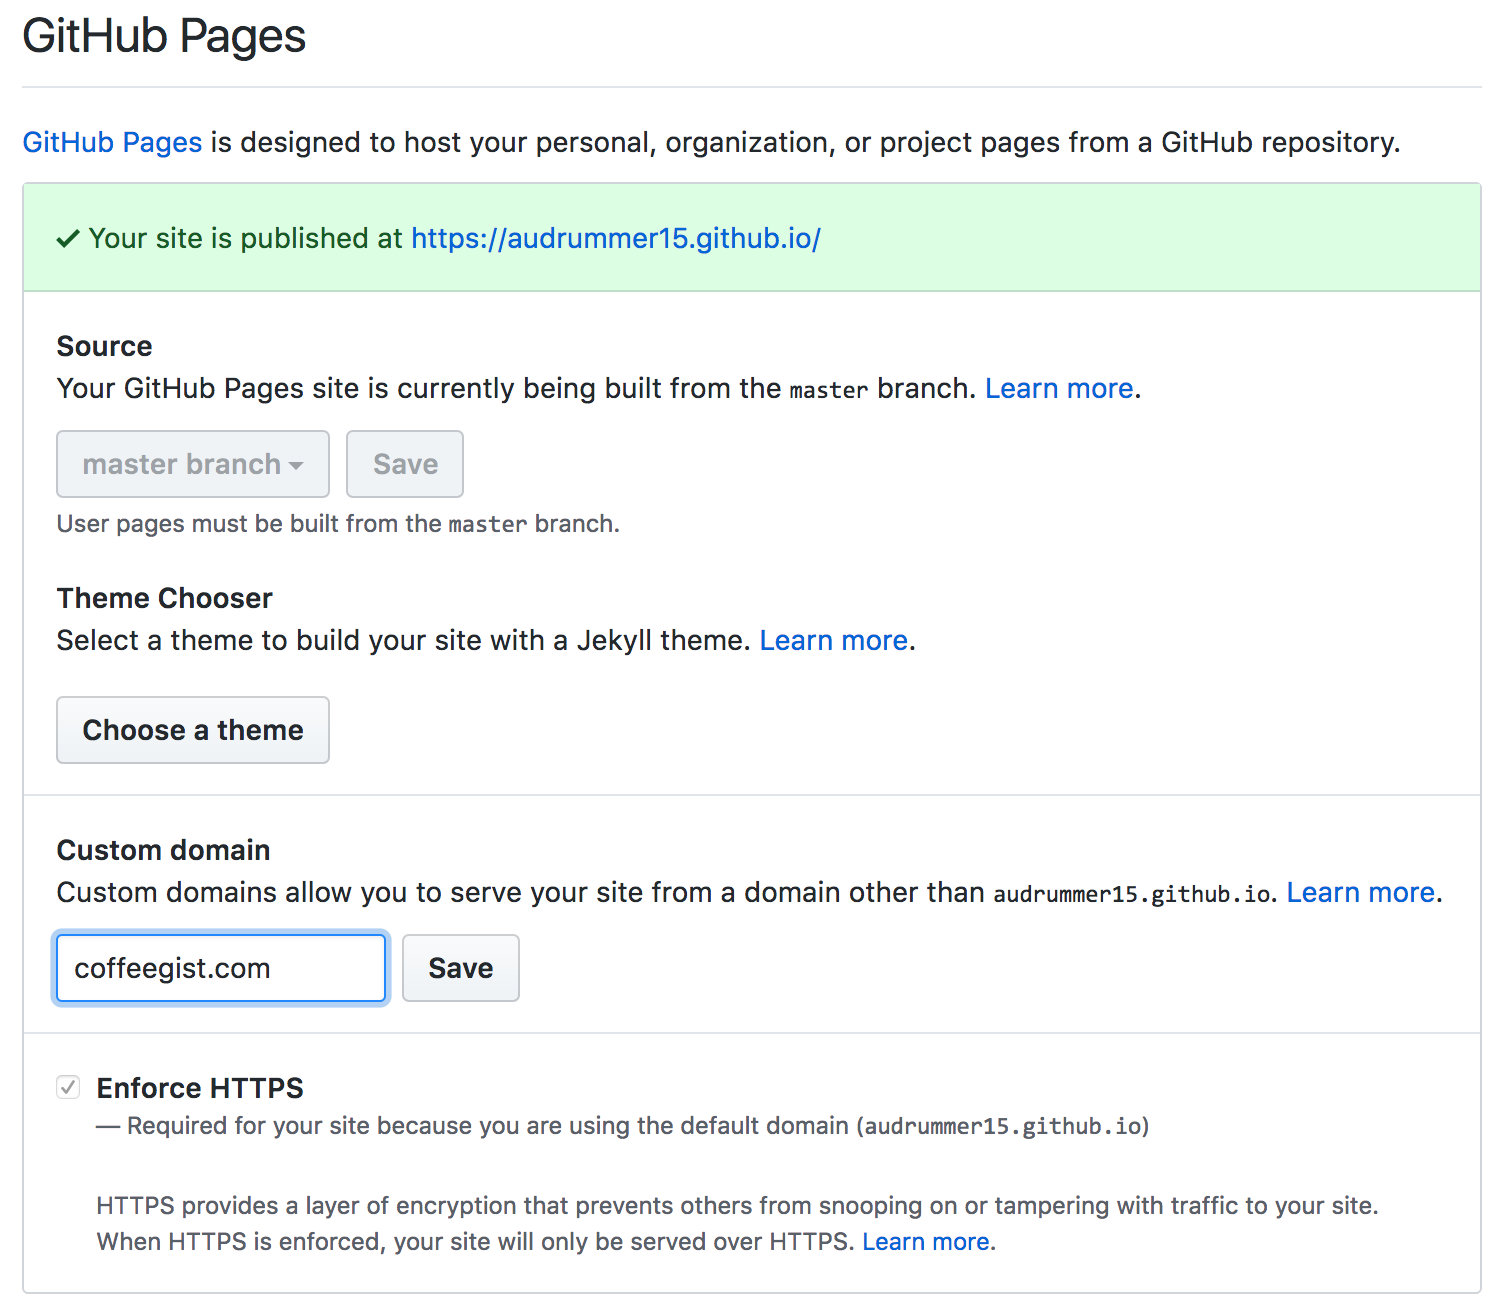 GitHub Pages
GitHub Pages is designed to host your personal, organization, or project pages from a GitHub repository.
✓ Your site is published at https://audrummer15.github.io/
Source
Your GitHub Pages site is currently being built from the master branch. Learn more.
master branch Save
User pages must be built from the master branch.
Theme Chooser
Select a theme to build your site with a Jekyll theme. Learn more.
Choose a theme
Custom domain
Custom domains allow you to serve your site from a domain other than audrummer15.github.io. Learn more.
coffeegist.com Save
Enforce HTTPS
— Required for your site because you are using the default domain (audrummer15.github.io)
HTTPS provides a layer of encryption that prevents others from snooping on or tampering with traffic to your site.
When HTTPS is enforced, your site will only be served over HTTPS. Learn more.